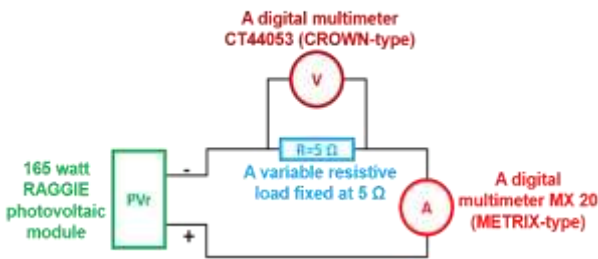 A digital multimeter
CT44053 (CROWN-type)
V
R=5 Ω
A variable resistive
load fixed at 5 Ω
165 watt
RAGGIE
photovoltaic
module
PVr
-
+
A
A digital
multimeter MX 20
(METRIX-type)